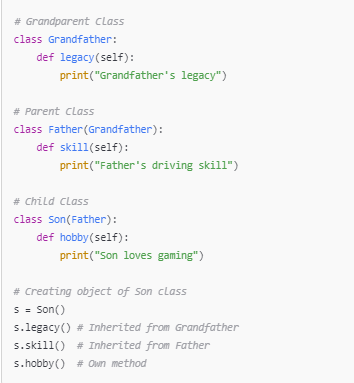 # Grandparent Class
class Grandfather:
    def legacy(self):
        print("Grandfather's legacy")

# Parent Class
class Father(Grandfather):
    def skill(self):
        print("Father's driving skill")

# Child Class
class Son(Father):
    def hobby(self):
        print("Son loves gaming")

# Creating object of Son class
s = Son()
s.legacy() # Inherited from Grandfather
s.skill()  # Inherited from Father
s.hobby()  # Own method